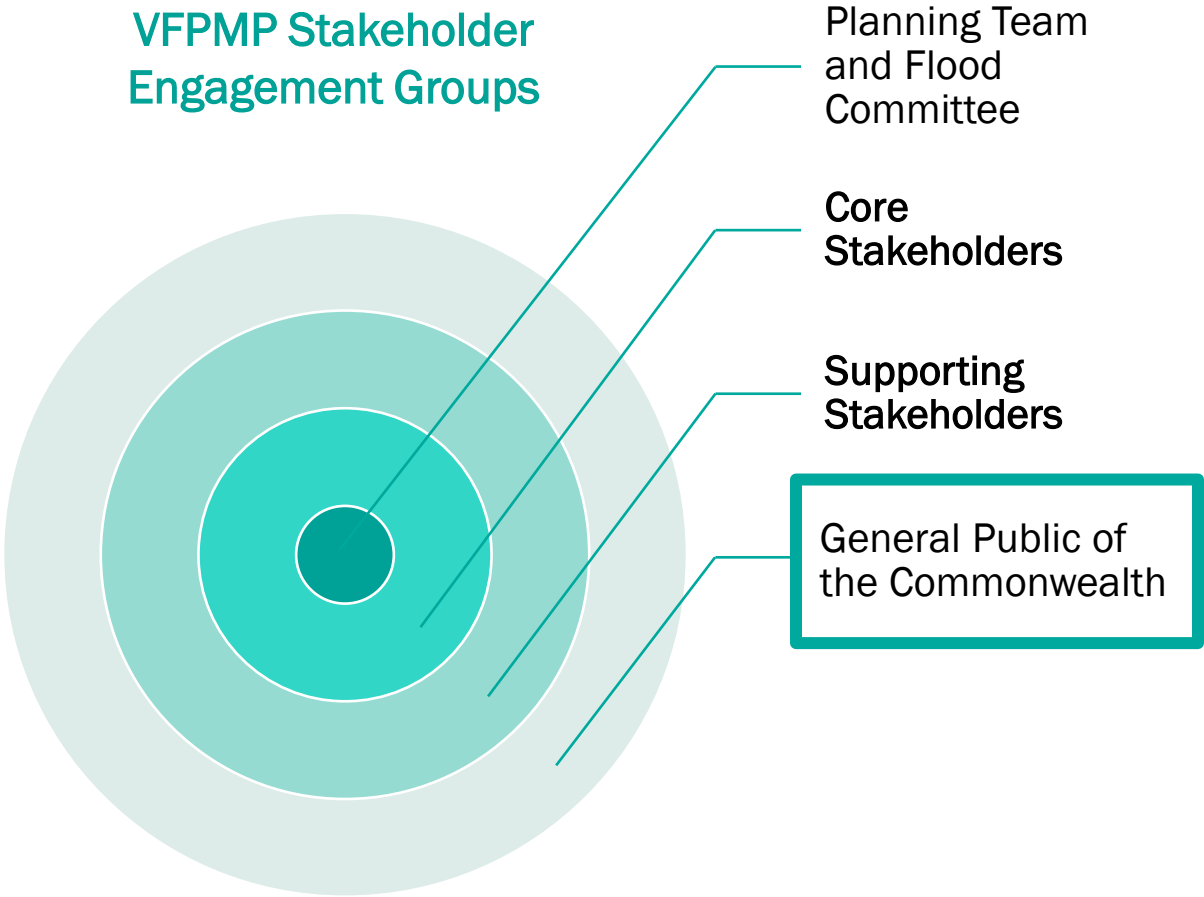 VFPMP Stakeholder
Engagement Groups
Planning Team
and Flood
Committee
Core
Stakeholders
Supporting
Stakeholders
General Public of
the Commonwealth